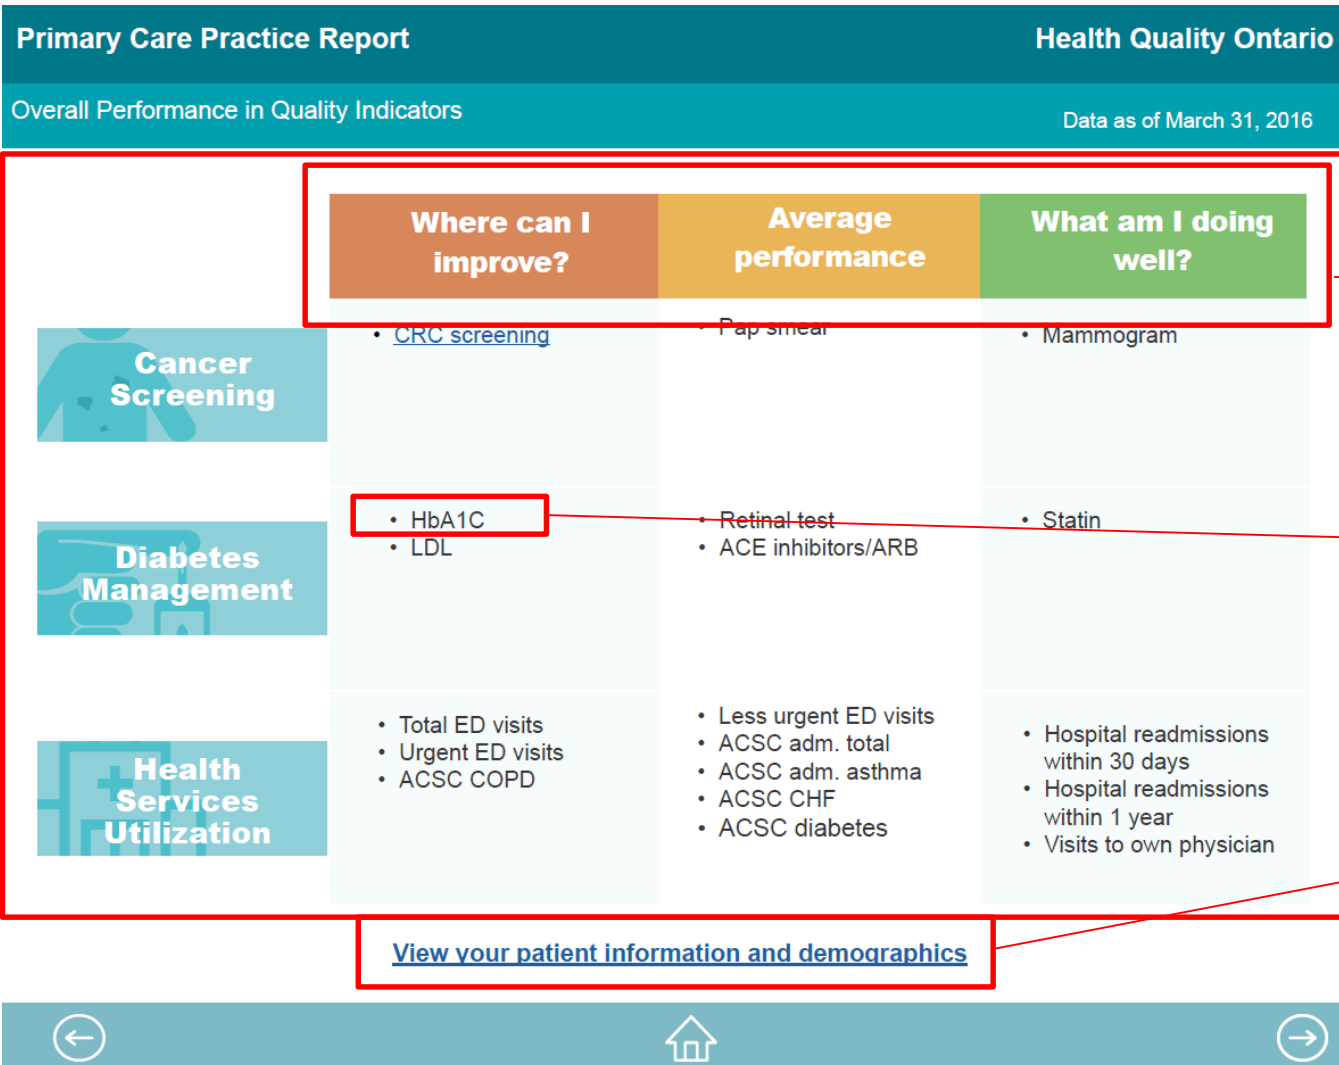 Primary Care Practice Report
Health Quality Ontario
Overall Performance in Quality Indicators
Data as of March 31, 2016
Where can I
improve?
Average
performance
What am I doing
well?
Cancer
Screening
• CRC screening
• Pap smear
• Mammogram
Diabetes
Management
• HbA1C
• LDL
• Retinal test
• ACE inhibitors/ARB
• Statin
Health
Services
Utilization
• Total ED visits
• Urgent ED visits
• ACSC COPD
• Less urgent ED visits
• ACSC adm. total
• ACSC adm. asthma
• ACSC CHF
• ACSC diabetes
• Hospital readmissions
within 30 days
• Hospital readmissions
within 1 year
• Visits to own physician
View your patient information and demographics